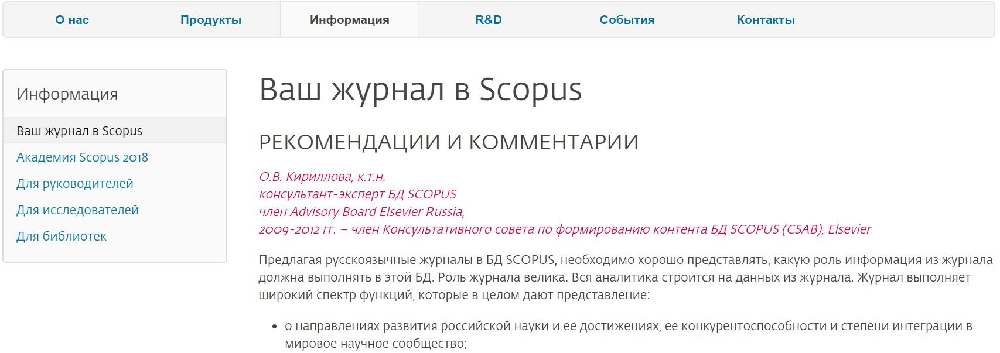 О нас
Продукты
Информация
R&D
События
Контакты
Информация
Ваш журнал в Scopus
Академия Scopus 2018
Для руководителей
Для исследователей
Для библиотек
Ваш журнал в Scopus
РЕКОМЕНДАЦИИ И КОММЕНТАРИИ
О.В. Кириллова, к.т.н.
консультант-эксперт БД SCOPUS
член Advisory Board Elsevier Russia,
2009-2012 гг. – член Консультативного совета по формированию контента БД SCOPUS (CSAB), Elsevier
Предлагая русскоязычные журналы в БД SCOPUS, необходимо хорошо представлять, какую роль информация из журнала
должна выполнять в этой БД. Роль журнала велика. Вся аналитика строится на данных из журнала. Журнал выполняет
широкий спектр функций, которые в целом дают представление:
• о направлениях развития российской науки и ее достижениях, ее конкурентоспособности и степени интеграции в
мировое научное сообщество;